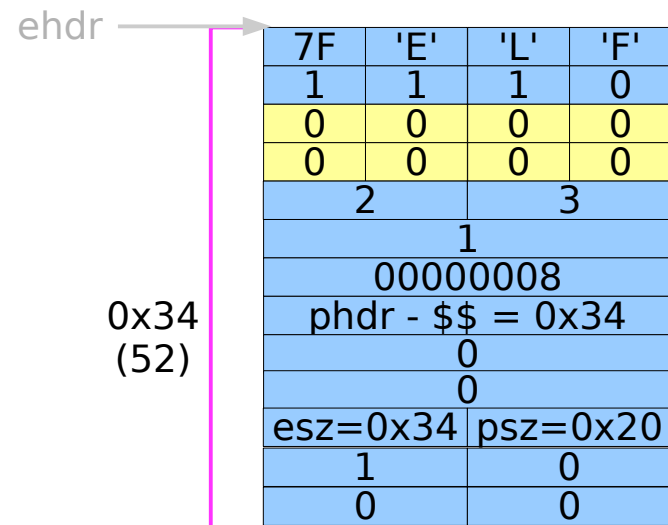 ehdr
7F 'E' 'L' 'F'
1 1 1 0
0 0 0 0
0 0 0 0
2 3
1
00000008
0x34
(52)
phdr - $$ = 0x34
0
0
esz=0x34 psz=0x20
1 0
0 0